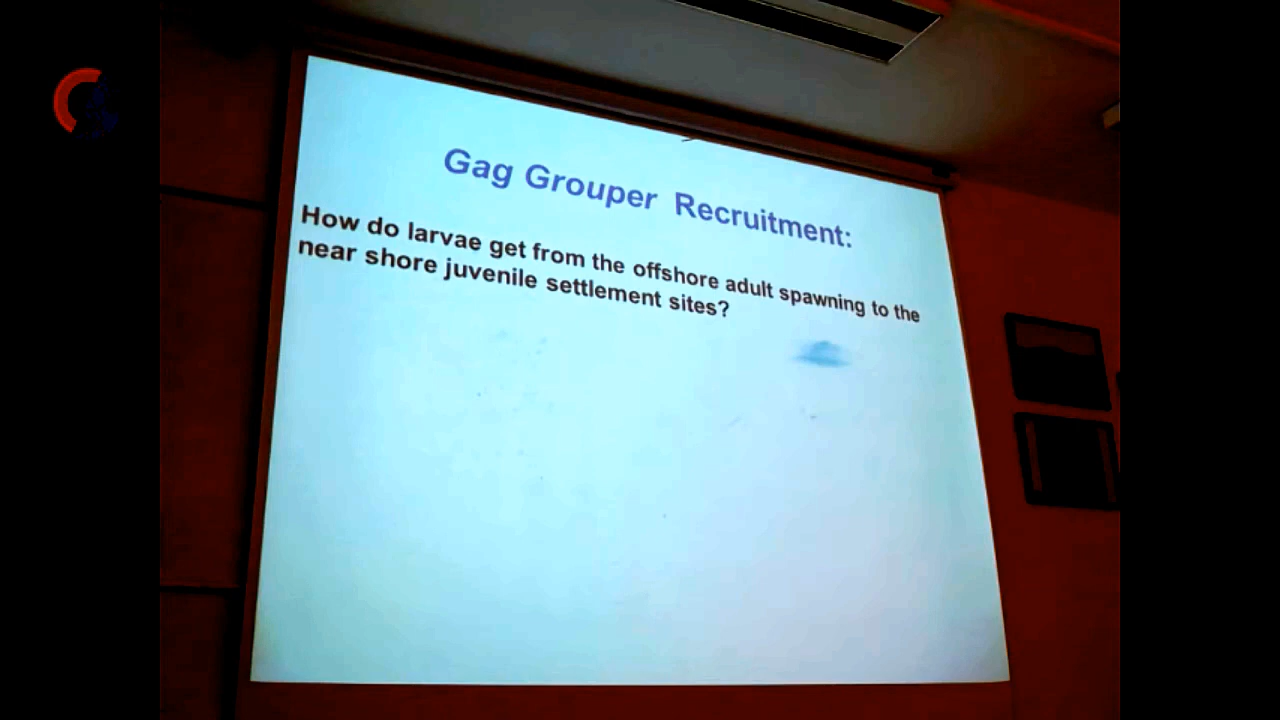 Gag Grouper Recruitment:
How do larvae get from the offshore adult spawning to the
near shore juvenile settlement sites?